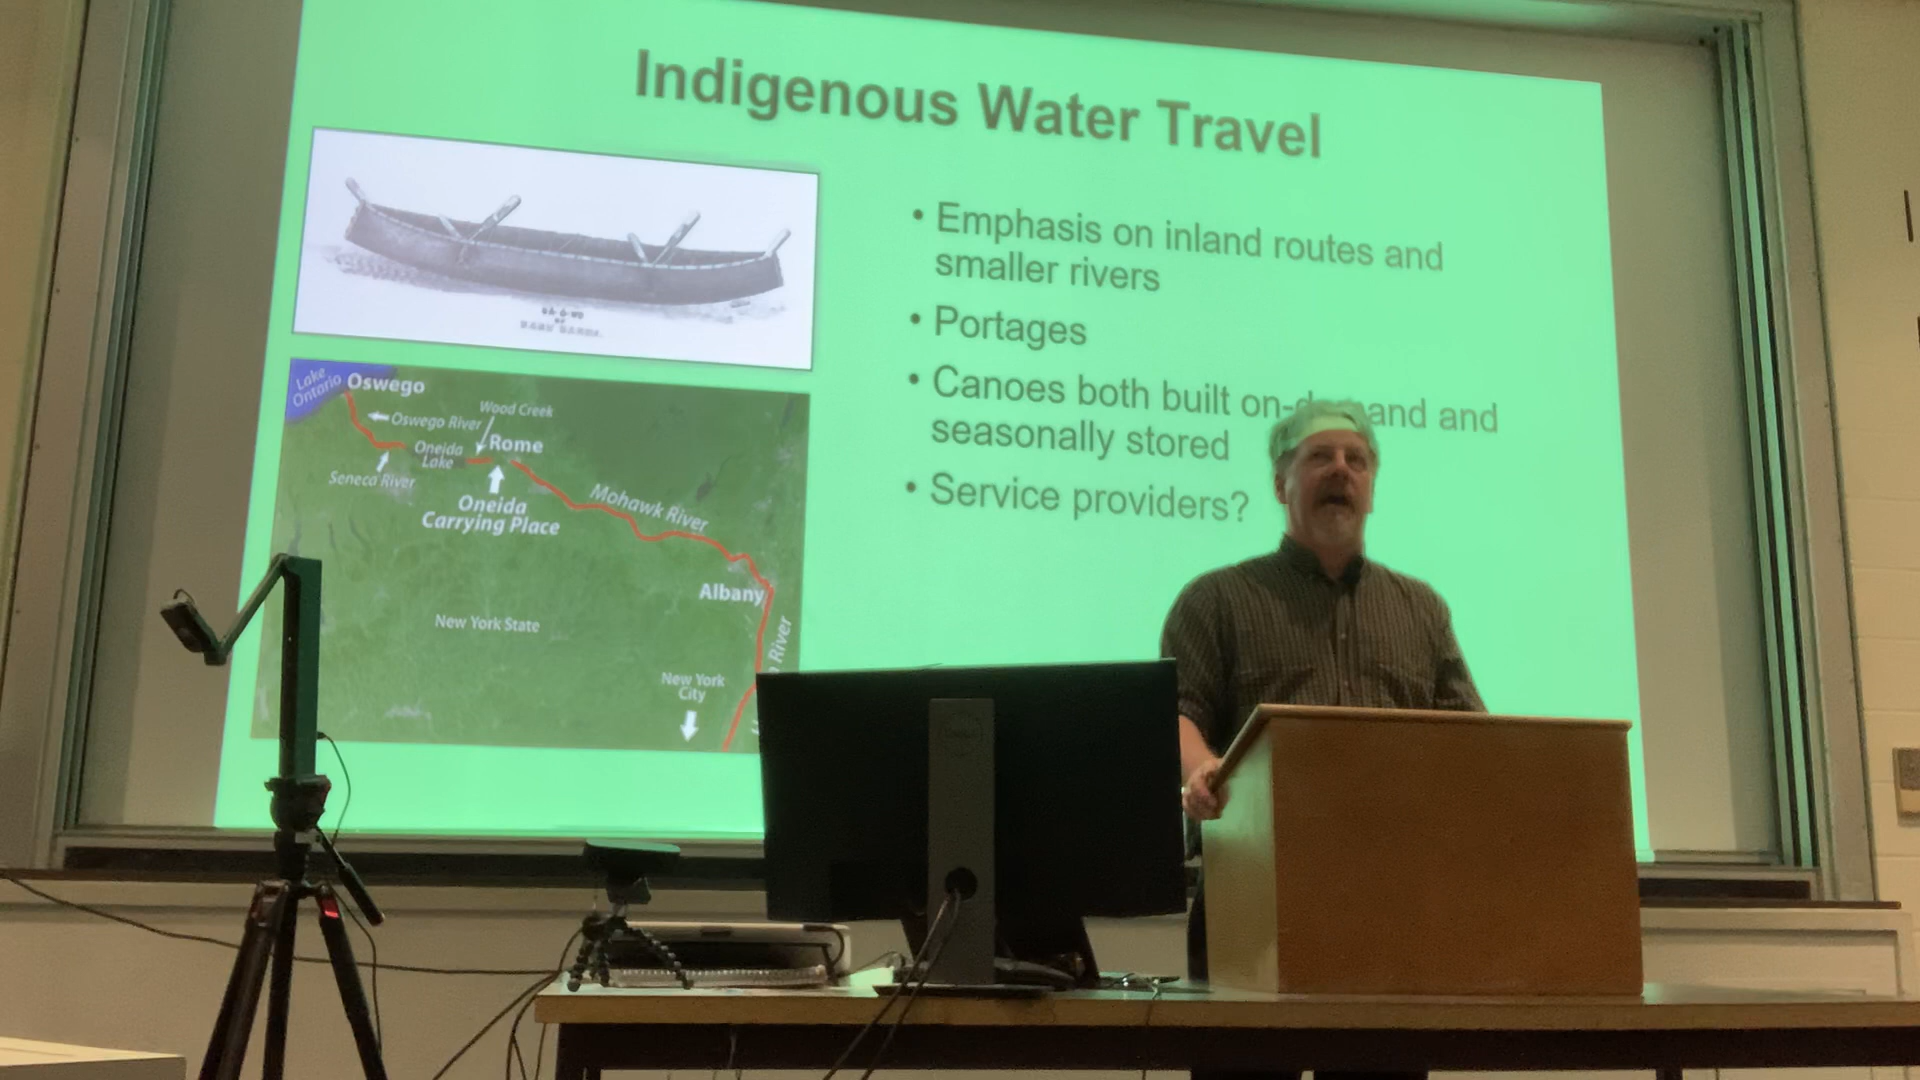 Indigenous Water Travel
• Emphasis on inland routes and
smaller rivers
• Portages
• Canoes both built on-demand and
seasonally stored
• Service providers?
Lake
Ontario
Oswego
Oswego River
Wood Creek
Oneida
Lake
Rome
Seneca River
Oneida
Carrying Place
Mohawk River
Albany
New York State
River
New York
City